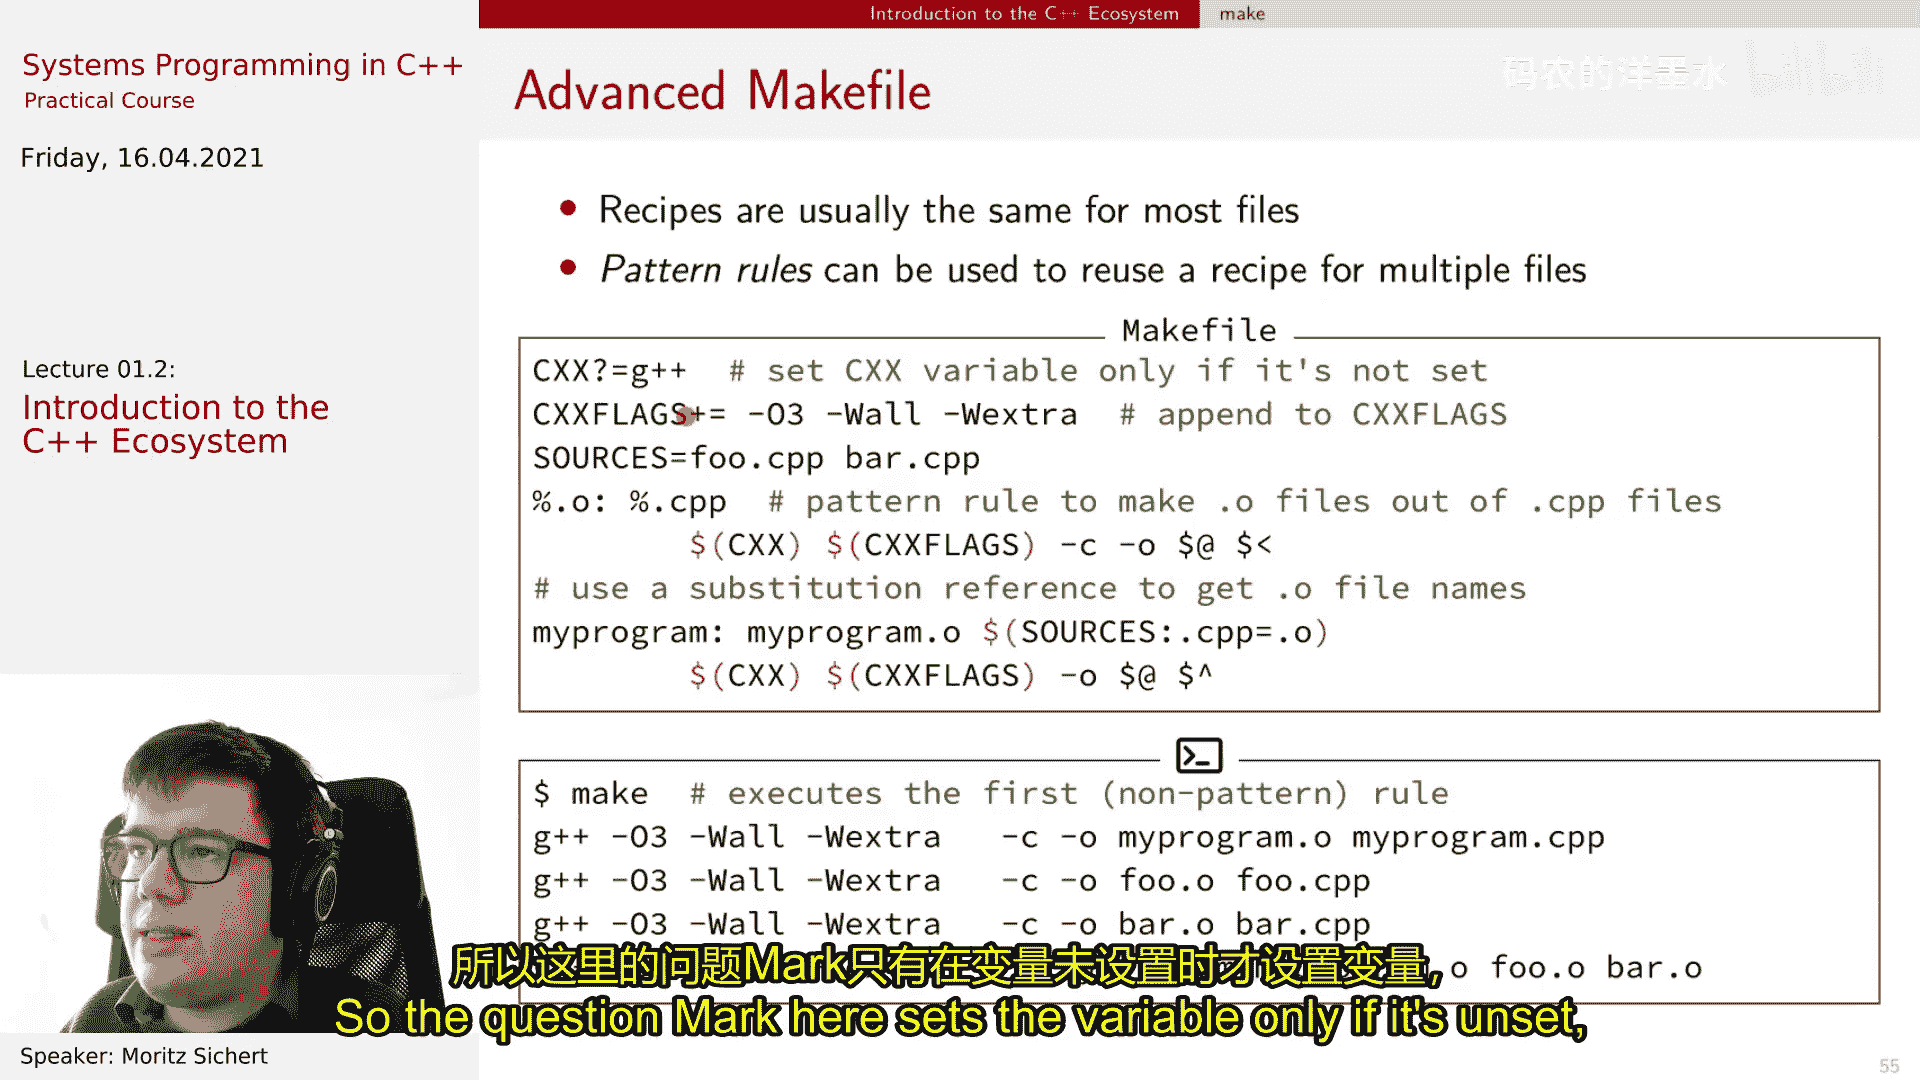 Introduction to the C++ Ecosystem make
Systems Programming in C++
Practical Course
Friday, 16.04.2021
Lecture 01.2:
Introduction to the
C++ Ecosystem
Speaker: Moritz Sichert
码农的洋墨水 bilibili
Advanced Makefile
• Recipes are usually the same for most files
• Pattern rules can be used to reuse a recipe for multiple files
Makefile
CXX?=g++ # set CXX variable only if it's not set
CXXFLAGS+= -O3 -Wall -Wextra # append to CXXFLAGS
SOURCES=foo.cpp bar.cpp
%.o: %.cpp # pattern rule to make .o files out of .cpp files
$(CXX) $(CXXFLAGS) -c -o $@ $<
# use a substitution reference to get .o file names
myprogram: myprogram.o $(SOURCES:.cpp=.o)
$(CXX) $(CXXFLAGS) -o $@ $^
$ make # executes the first (non-pattern) rule
g++ -O3 -Wall -Wextra -c -o myprogram.o myprogram.cpp
g++ -O3 -Wall -Wextra -c -o foo.o foo.cpp
g++ -O3 -Wall -Wextra -c -o bar.o bar.cpp
o foo.o bar.o
所以这里的问题Mark只有在变量未设置时才设置变量,
So the question Mark here sets the variable only if it's unset,
55